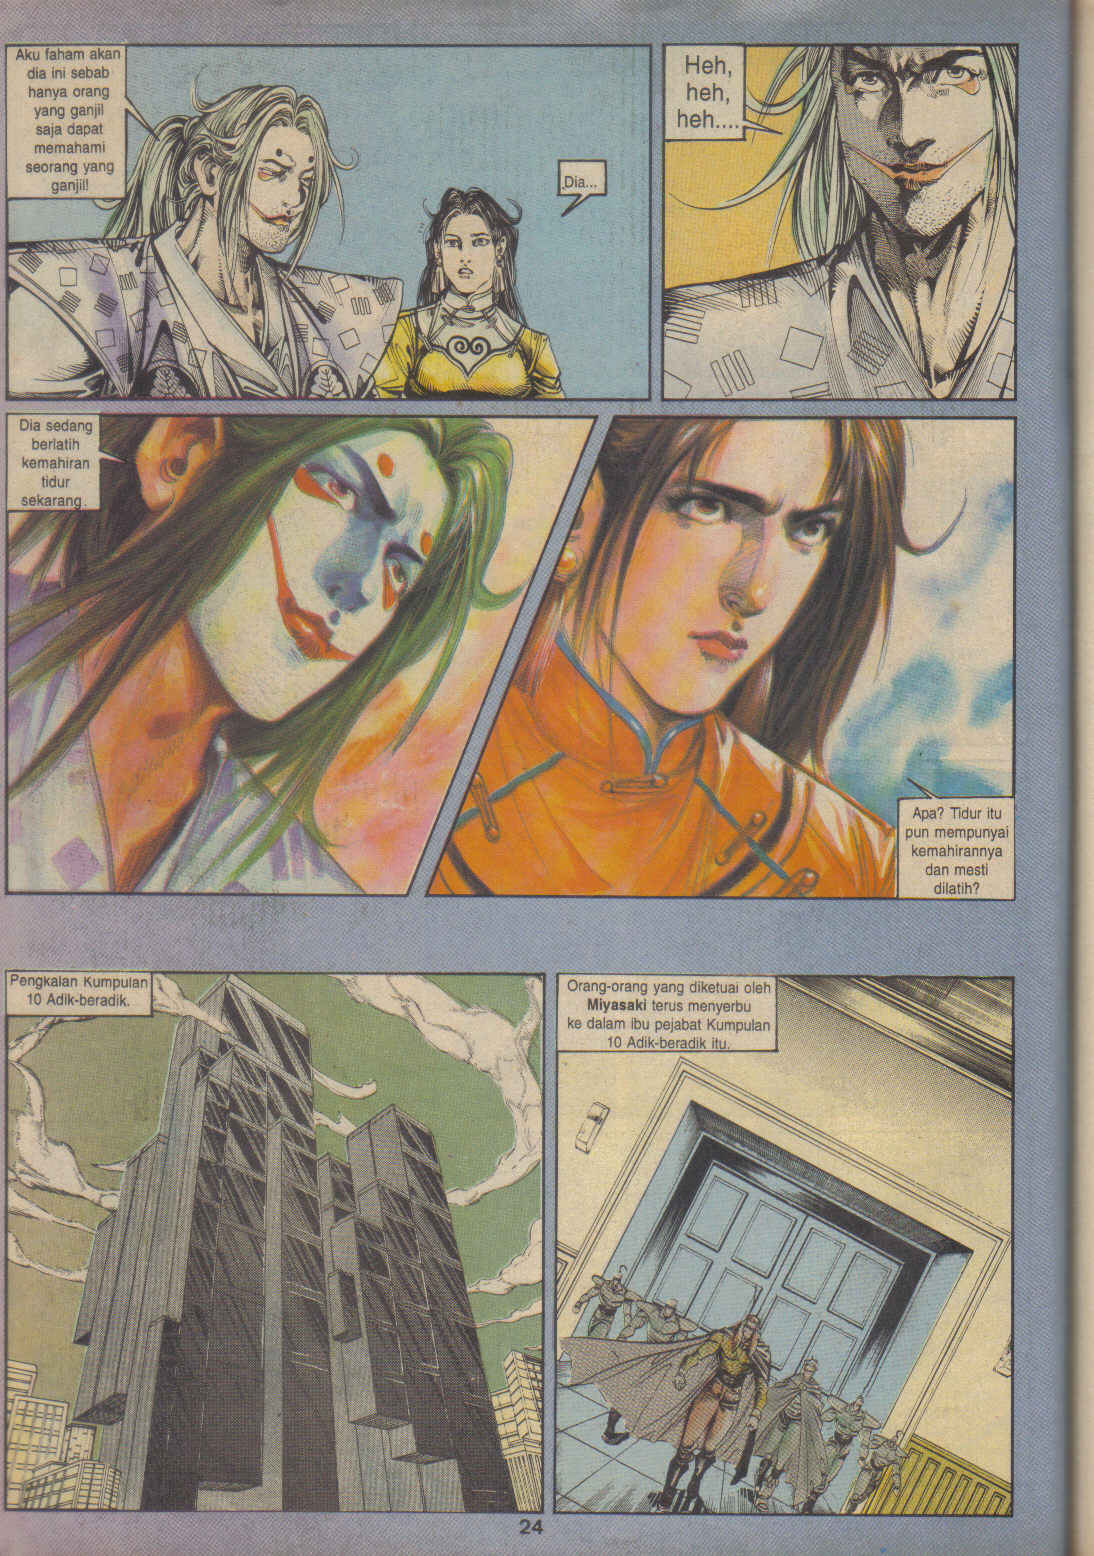 Aku faham akan
dia ini sebab
hanya orang
yang ganjil
saja dapat
memahami
seorang yang
ganjil!
Dia...
Heh,
heh,
heh....
Dia sedang
berlatih
kemahiran
tidur
sekarang.
Apa? Tidur itu
pun mempunyai
kemahirannya
dan mesti
dilatih?
Pengkalan Kumpulan
10 Adik-beradik.
Orang-orang yang diketuai oleh
Miyasaki terus menyerbu
ke dalam ibu pejabat Kumpulan
10 Adik-beradik itu.
24